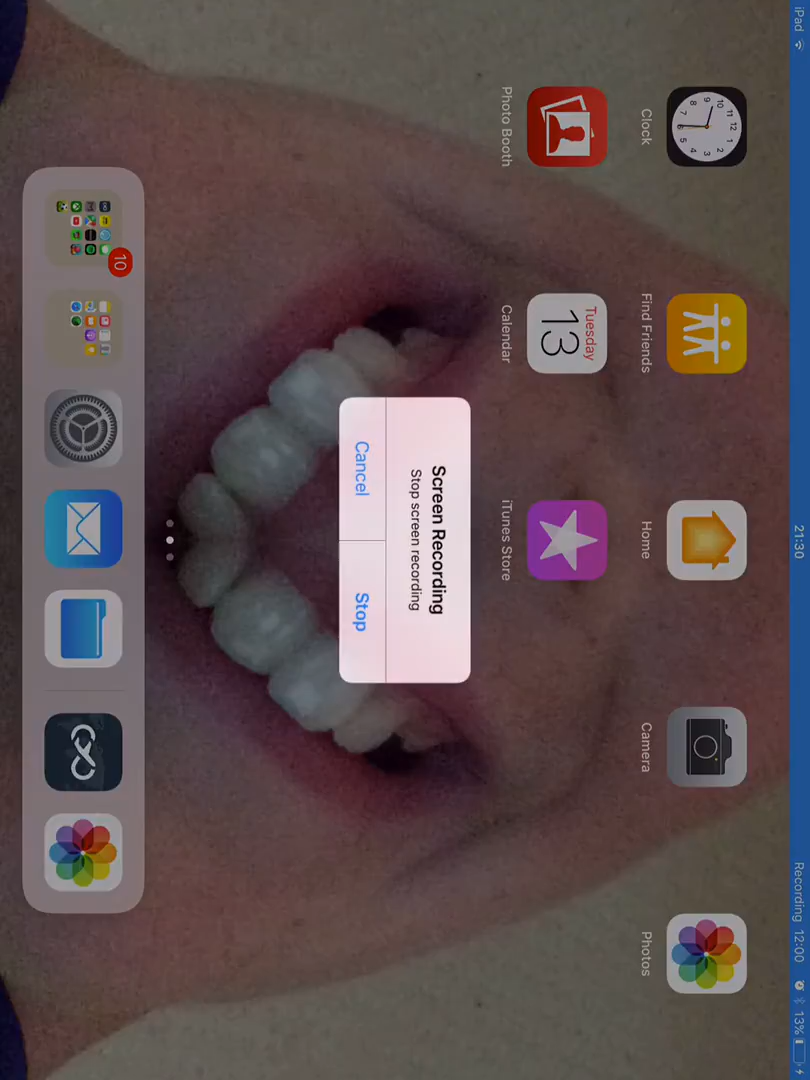 iPad
21:30
Recording 12:00
13%
Clock
Find Friends
Home
Camera
Photos
Photo Booth
Tuesday
13
Calendar
iTunes Store
Screen Recording
Stop screen recording
Cancel
Stop
10